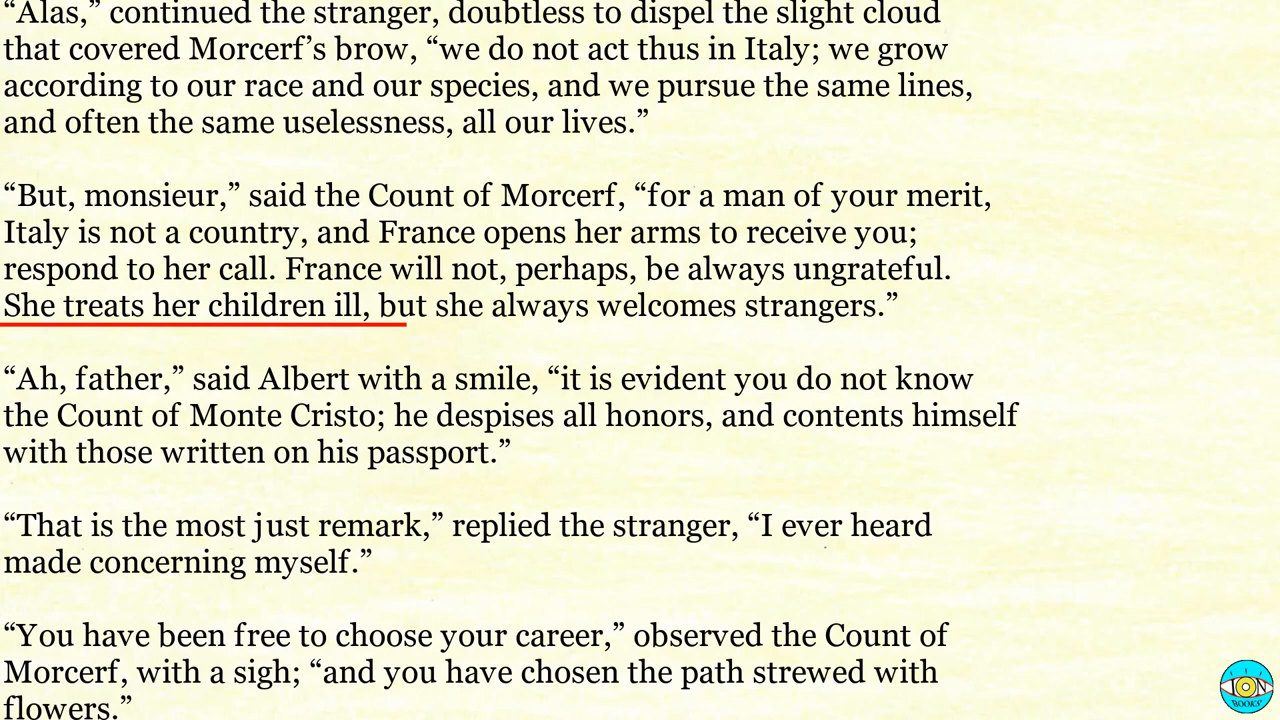 “Alas,” continued the stranger, doubtless to dispel the slight cloud
that covered Morcerf’s brow, “we do not act thus in Italy; we grow
according to our race and our species, and we pursue the same lines,
and often the same uselessness, all our lives.”
“But, monsieur,” said the Count of Morcerf, “for a man of your merit,
Italy is not a country, and France opens her arms to receive you;
respond to her call. France will not, perhaps, be always ungrateful.
She treats her children ill, but she always welcomes strangers.”
“Ah, father,” said Albert with a smile, “it is evident you do not know
the Count of Monte Cristo; he despises all honors, and contents himself
with those written on his passport.”
“That is the most just remark,” replied the stranger, “I ever heard
made concerning myself.”
“You have been free to choose your career,” observed the Count of
Morcerf, with a sigh; “and you have chosen the path strewed with
flowers.”
ION
BOOKS